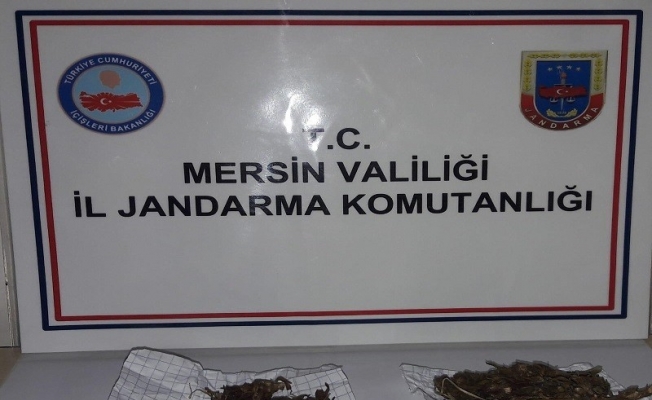 TÜRKİYE CUMHURİYETİ
İÇİŞLERİ BAKANLIĞI
JANDARMA
T.C.
MERSİN VALİLİĞİ
İL JANDARMA KOMUTANLIĞI